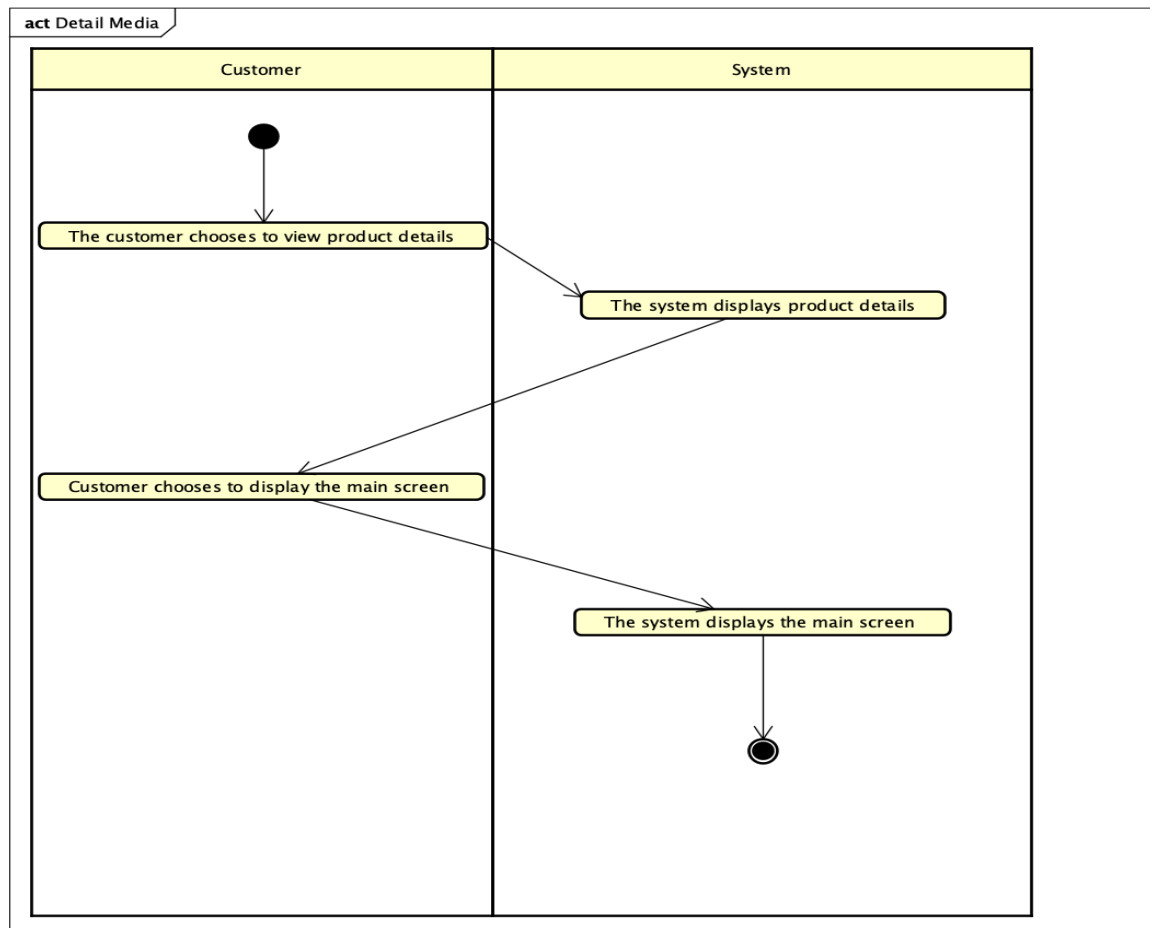 act Detail Media
Customer
System
The customer chooses to view product details
The system displays product details
Customer chooses to display the main screen
The system displays the main screen